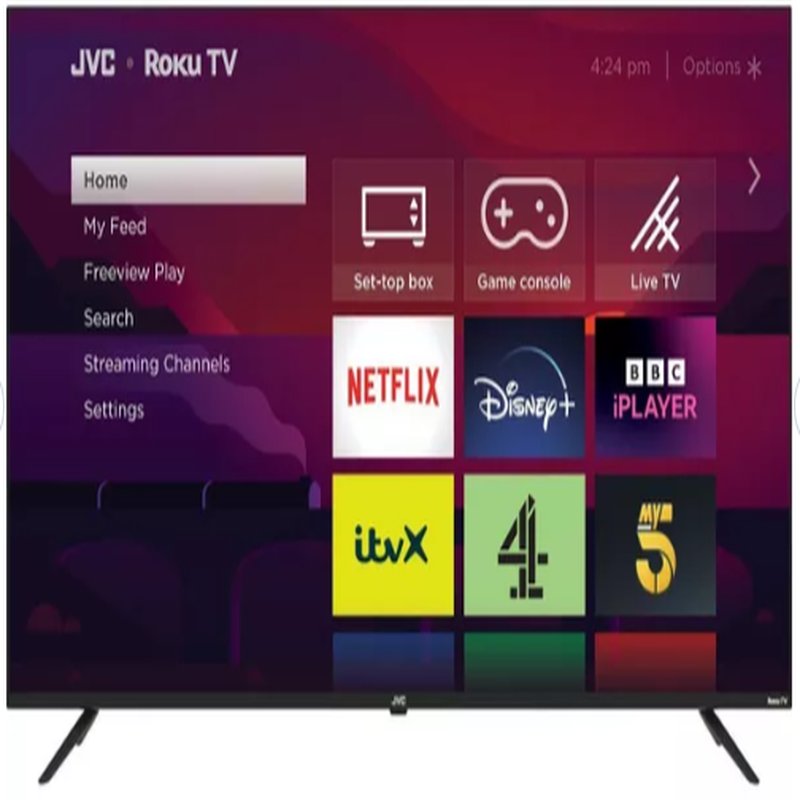 JVC • Roku TV
4:24 pm | Options
Home
My Feed
Freeview Play
Search
Streaming Channels
Settings
Set-top box
Game console
Live TV
NETFLIX
Disney+
BBC
iPLAYER
itvX
4
my
5
JVC
Roku TV